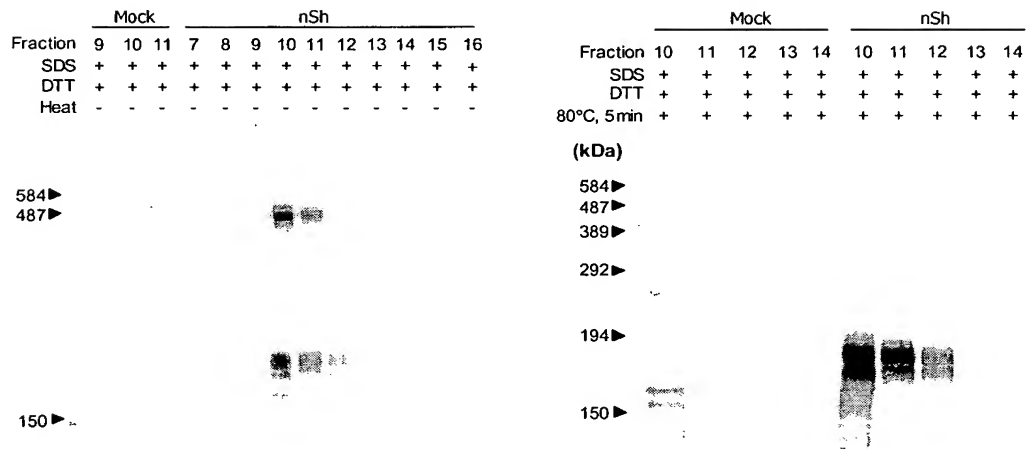 Mock nSh
Fraction 9 10 11 7 8 9 10 11 12 13 14 15 16
SDS + + + + + + + + + + + + +
DTT + + + + + + + + + + + + +
Heat - - - - - - - - - - - - -
584
487
150
Mock nSh
Fraction 10 11 12 13 14 10 11 12 13 14
SDS + + + + + + + + + +
DTT + + + + + + + + + +
80°C, 5min + + + + + + + + + +
(kDa)
584
487
389
292
194
150